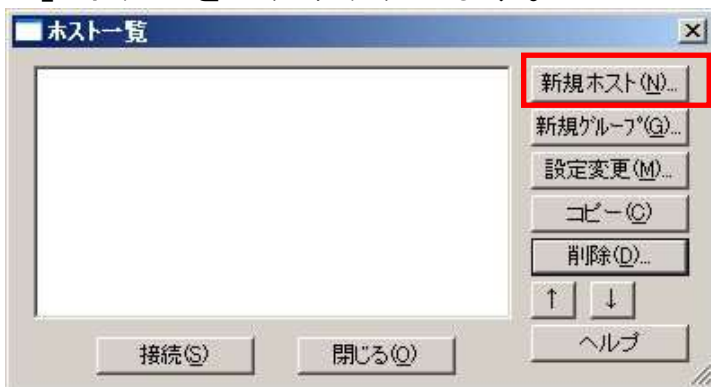 ホスト一覧
新規ホスト(N)...
新規ｸﾞﾙｰﾌﾟ(G)...
設定変更(M)...
コピー(C)
削除(D)...
↑ ↓
接続(S) 閉じる(O) ヘルプ